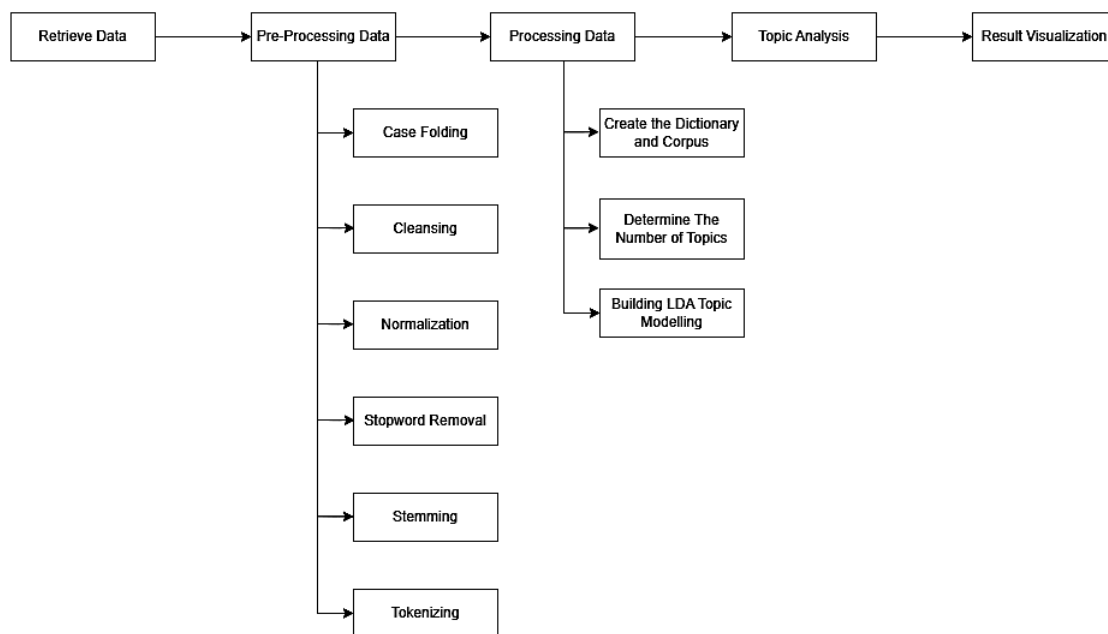 Retrieve Data
Pre-Processing Data
Processing Data
Topic Analysis
Result Visualization
Case Folding
Cleansing
Normalization
Stopword Removal
Stemming
Tokenizing
Create the Dictionary
and Corpus
Determine The
Number of Topics
Building LDA Topic
Modelling